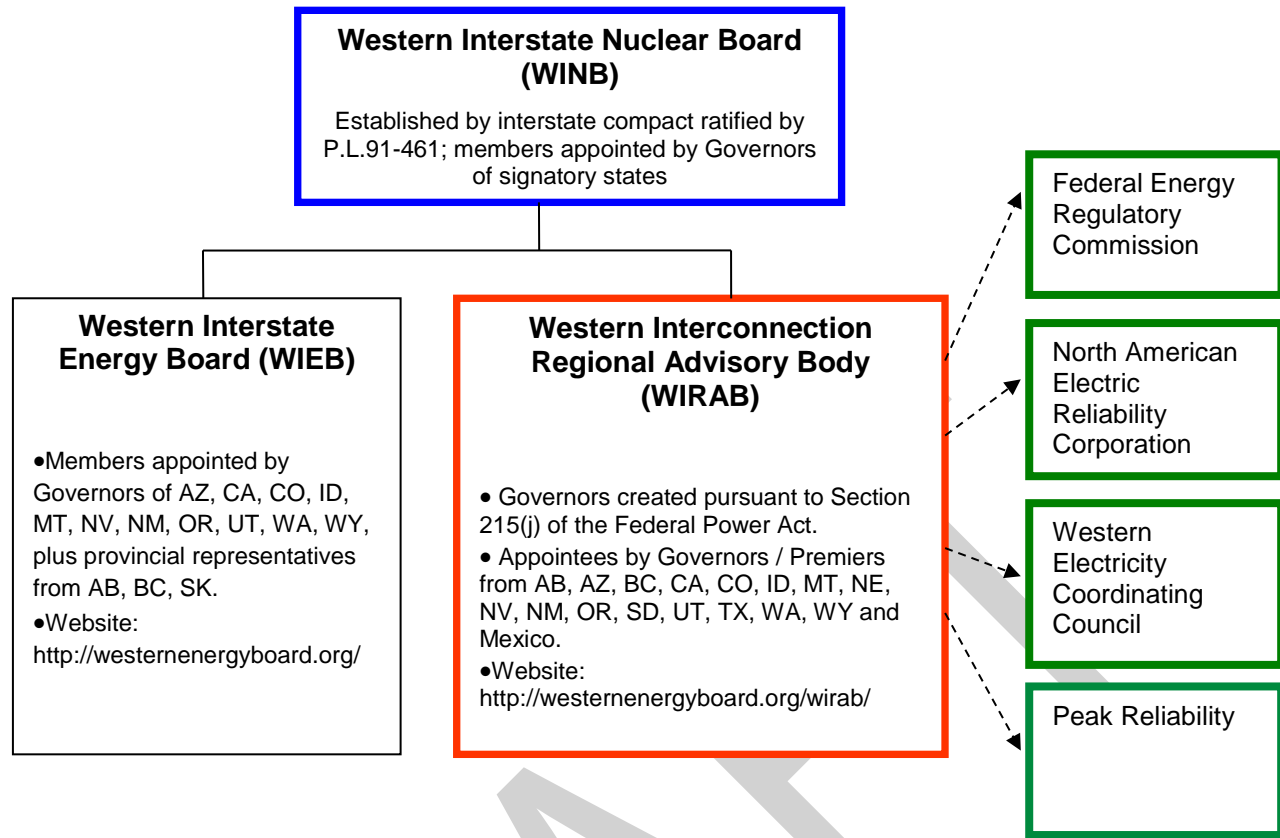 Western Interstate Nuclear Board
(WINB)
Established by interstate compact ratified by
P.L.91-461; members appointed by Governors
of signatory states
Western Interstate
Energy Board (WIEB)
•Members appointed by
Governors of AZ, CA, CO, ID,
MT, NV, NM, OR, UT, WA, WY,
plus provincial representatives
from AB, BC, SK.
•Website:
http://westernenergyboard.org/
Western Interconnection
Regional Advisory Body
(WIRAB)
• Governors created pursuant to Section
215(j) of the Federal Power Act.
• Appointees by Governors / Premiers
from AB, AZ, BC, CA, CO, ID, MT, NE,
NV, NM, OR, SD, UT, TX, WA, WY and
Mexico.
•Website:
http://westernenergyboard.org/wirab/
Federal Energy
Regulatory
Commission
North American
Electric
Reliability
Corporation
Western
Electricity
Coordinating
Council
Peak Reliability